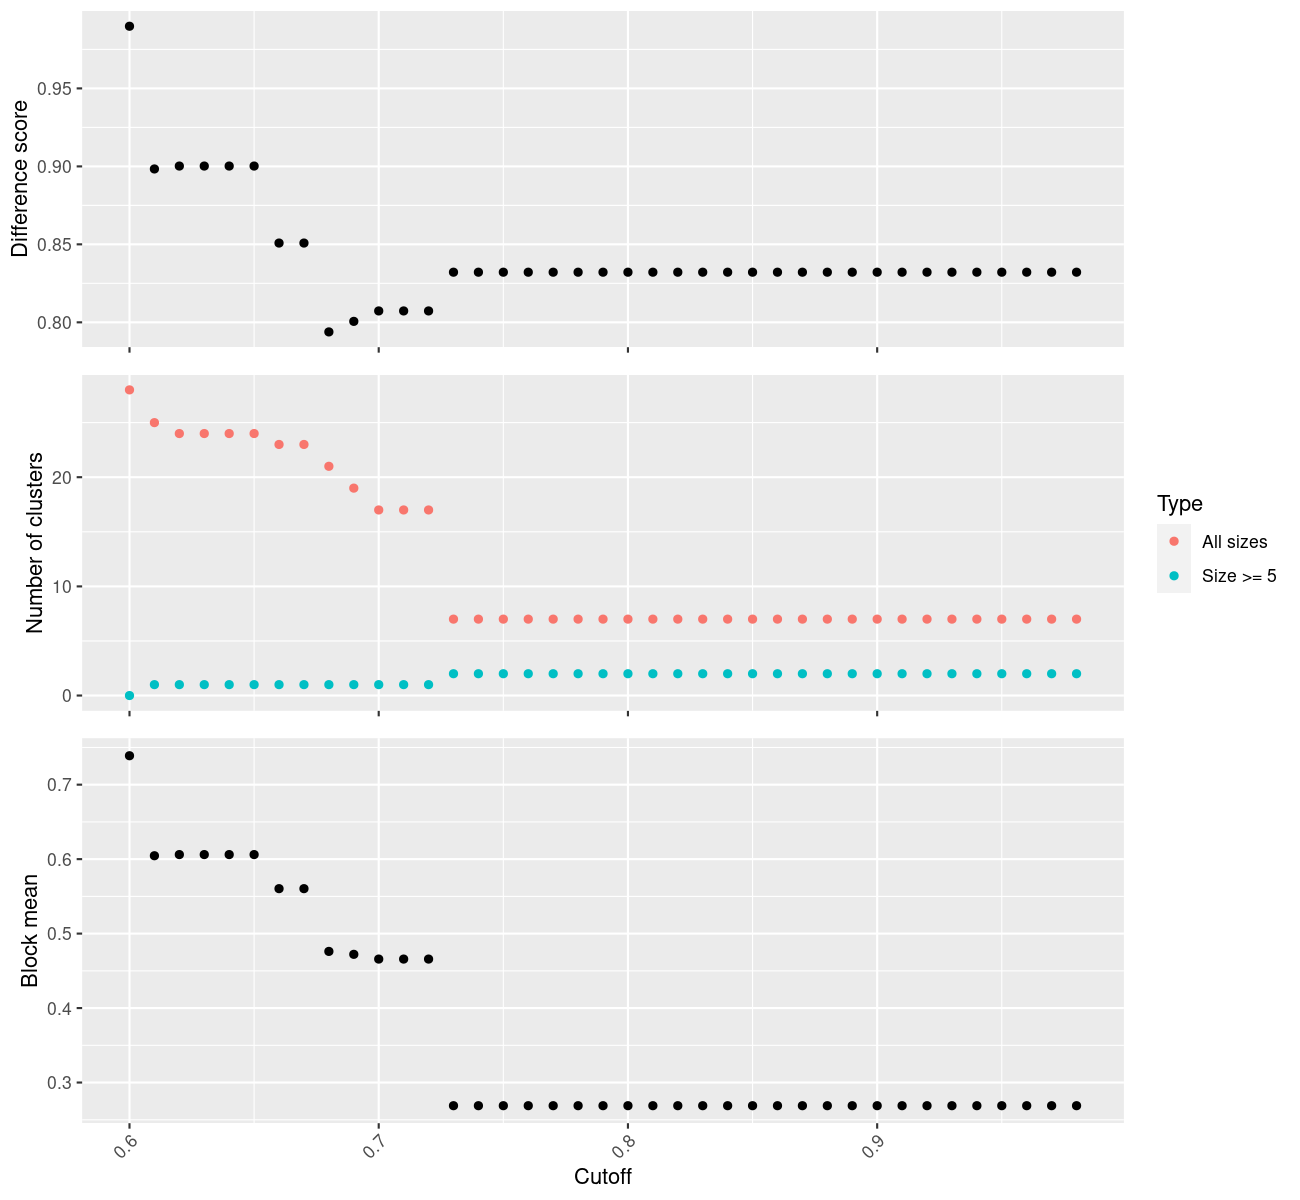 Difference score
0.95
0.90
0.85
0.80
Number of clusters
20
10
0
Type
All sizes
Size >= 5
Block mean
0.7
0.6
0.5
0.4
0.3
0.6 0.7 0.8 0.9
Cutoff